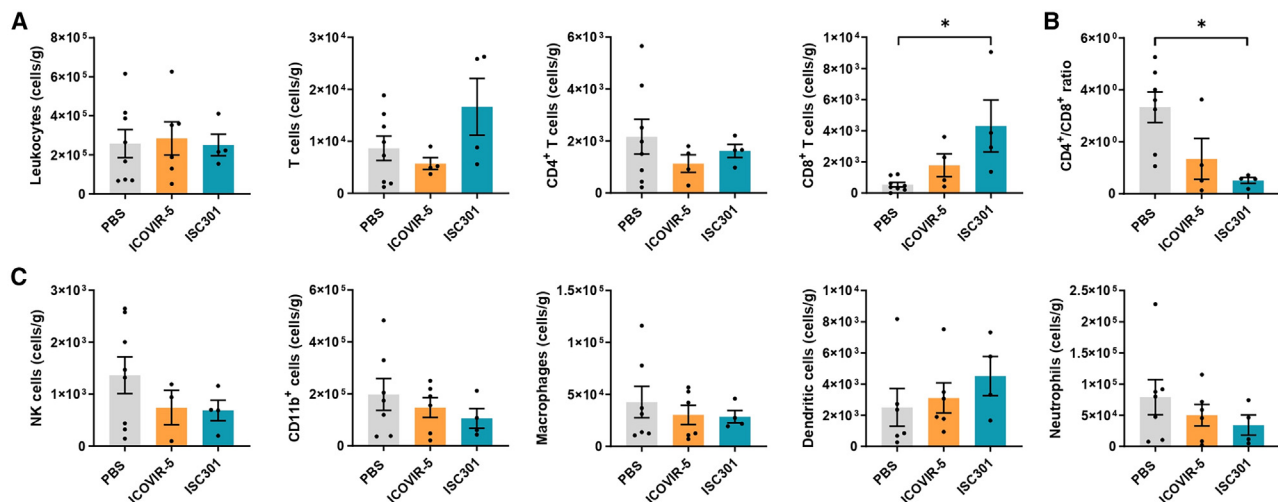 A
Leukocytes (cells/g)
8×10⁵
6×10⁵
4×10⁵
2×10⁵
0
PBS
ICOVIR-5
ISC301
T cells (cells/g)
3×10⁴
2×10⁴
1×10⁴
0
PBS
ICOVIR-5
ISC301
CD4⁺ T cells (cells/g)
6×10³
4×10³
2×10³
0
PBS
ICOVIR-5
ISC301
CD8⁺ T cells (cells/g)
1×10⁴
8×10³
6×10³
4×10³
2×10³
0
*
PBS
ICOVIR-5
ISC301
B
CD4⁺/CD8⁺ ratio
6×10⁰
4×10⁰
2×10⁰
0
*
PBS
ICOVIR-5
ISC301
C
NK cells (cells/g)
3×10³
2×10³
1×10³
0
PBS
ICOVIR-5
ISC301
CD11b⁺ cells (cells/g)
6×10⁵
4×10⁵
2×10⁵
0
PBS
ICOVIR-5
ISC301
Macrophages (cells/g)
1.5×10⁵
1×10⁵
5×10⁴
0
PBS
ICOVIR-5
ISC301
Dendritic cells (cells/g)
1×10⁴
8×10³
6×10³
4×10³
2×10³
0
PBS
ICOVIR-5
ISC301
Neutrophils (cells/g)
2.5×10⁵
2×10⁵
1.5×10⁵
1×10⁵
5×10⁴
0
PBS
ICOVIR-5
ISC301